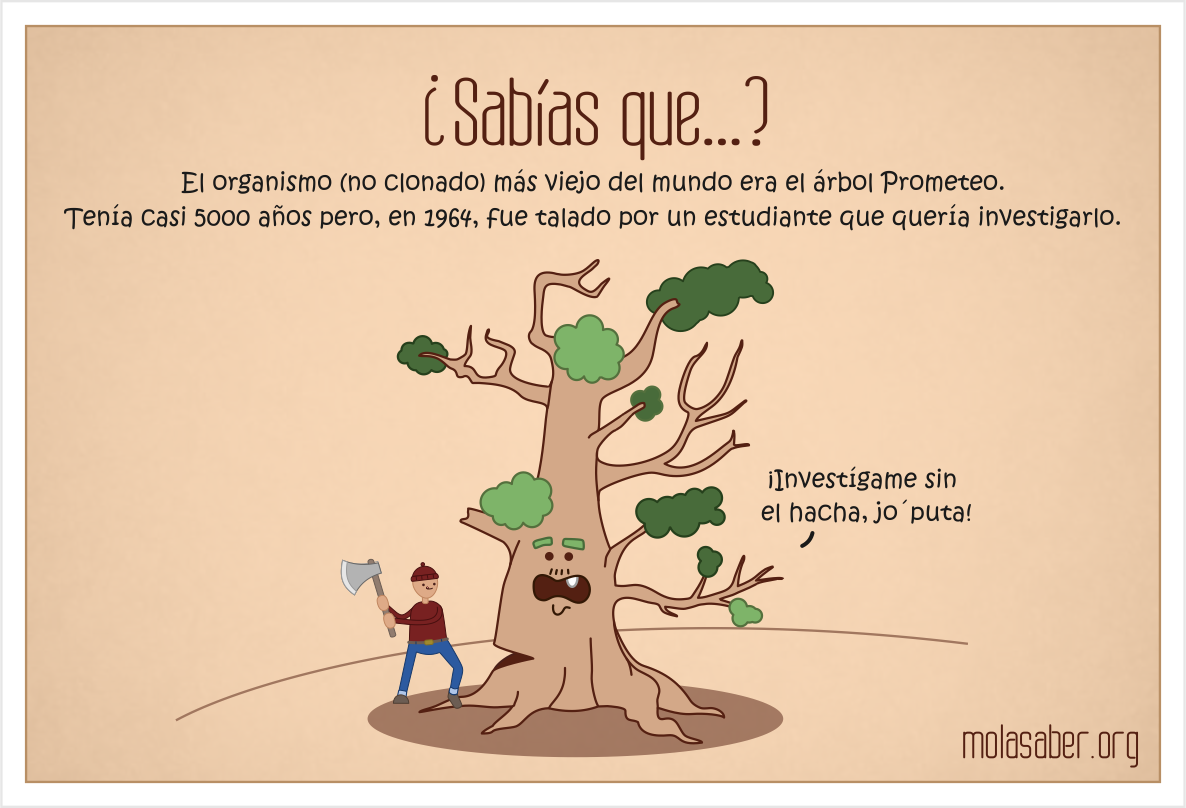 ¿Sabías que...?
El organismo (no clonado) más viejo del mundo era el árbol Prometeo.
Tenía casi 5000 años pero, en 1964, fue talado por un estudiante que quería investigarlo.
¡Investígame sin
el hacha, jo´puta!
molasaber.org